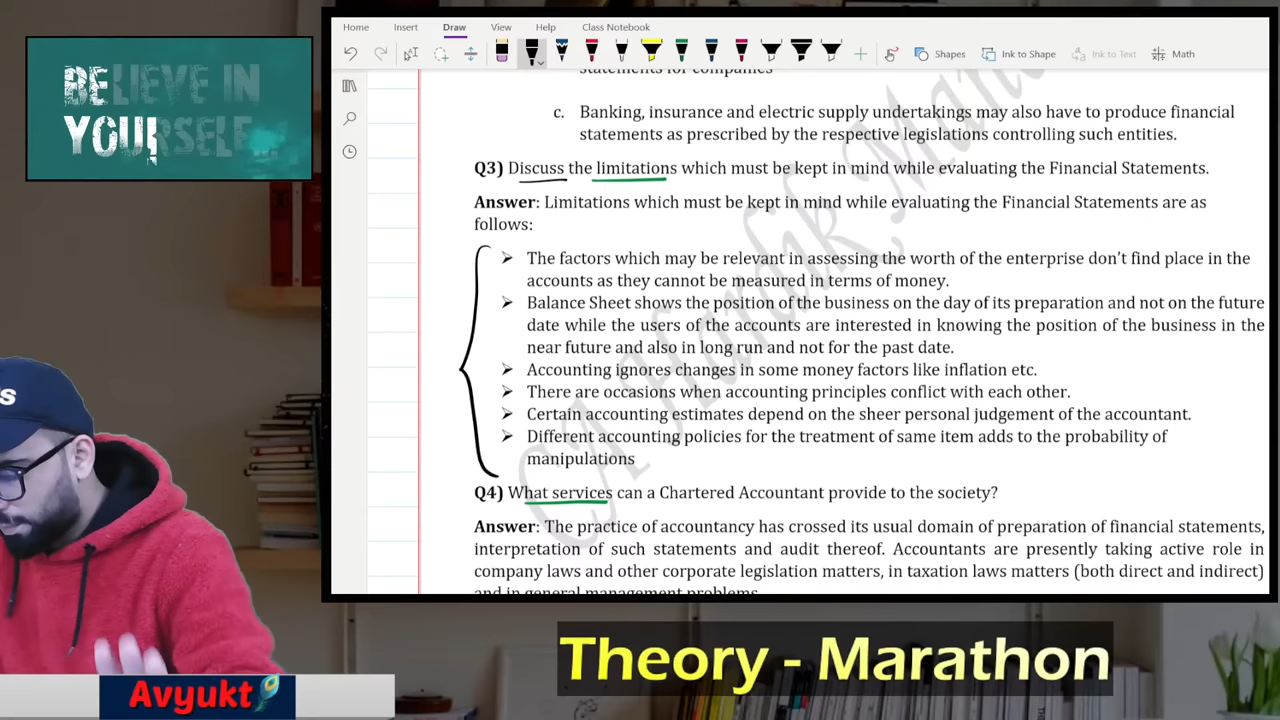 BELIEVE IN
YOURSELF...
Home Insert Draw View Help Class Notebook
Shapes Ink to Shape Ink to Text Math
statements for companies
c. Banking, insurance and electric supply undertakings may also have to produce financial
statements as prescribed by the respective legislations controlling such entities.
Q3) Discuss the limitations which must be kept in mind while evaluating the Financial Statements.
Answer: Limitations which must be kept in mind while evaluating the Financial Statements are as
follows:
➢ The factors which may be relevant in assessing the worth of the enterprise don't find place in the
accounts as they cannot be measured in terms of money.
➢ Balance Sheet shows the position of the business on the day of its preparation and not on the future
date while the users of the accounts are interested in knowing the position of the business in the
near future and also in long run and not for the past date.
➢ Accounting ignores changes in some money factors like inflation etc.
➢ There are occasions when accounting principles conflict with each other.
➢ Certain accounting estimates depend on the sheer personal judgement of the accountant.
➢ Different accounting policies for the treatment of same item adds to the probability of
manipulations
Q4) What services can a Chartered Accountant provide to the society?
Answer: The practice of accountancy has crossed its usual domain of preparation of financial statements,
interpretation of such statements and audit thereof. Accountants are presently taking active role in
company laws and other corporate legislation matters, in taxation laws matters (both direct and indirect)
and in general management problems.
CA Hardik Man
s
Theory - Marathon
Avyukt